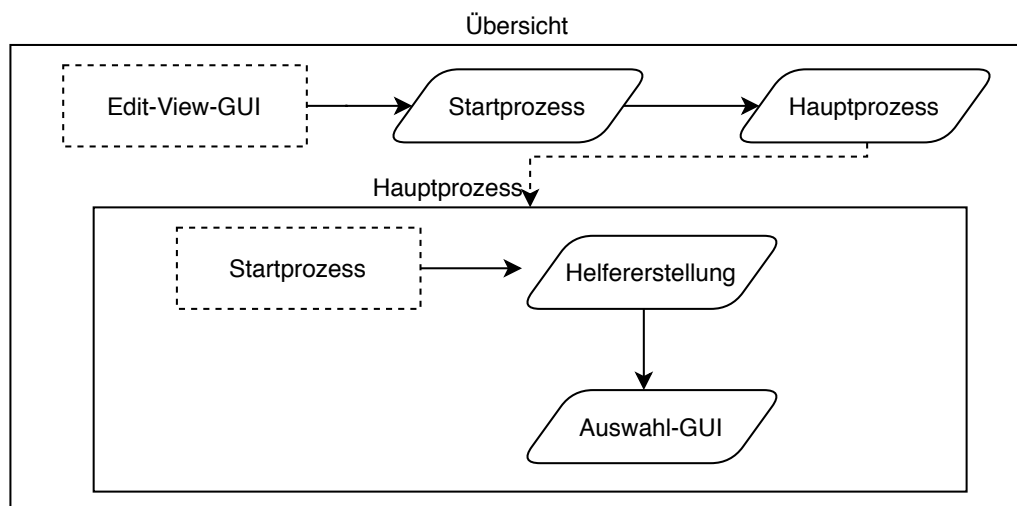 Übersicht
Edit-View-GUI
Startprozess
Hauptprozess
Hauptprozess
Startprozess
Helfererstellung
Auswahl-GUI